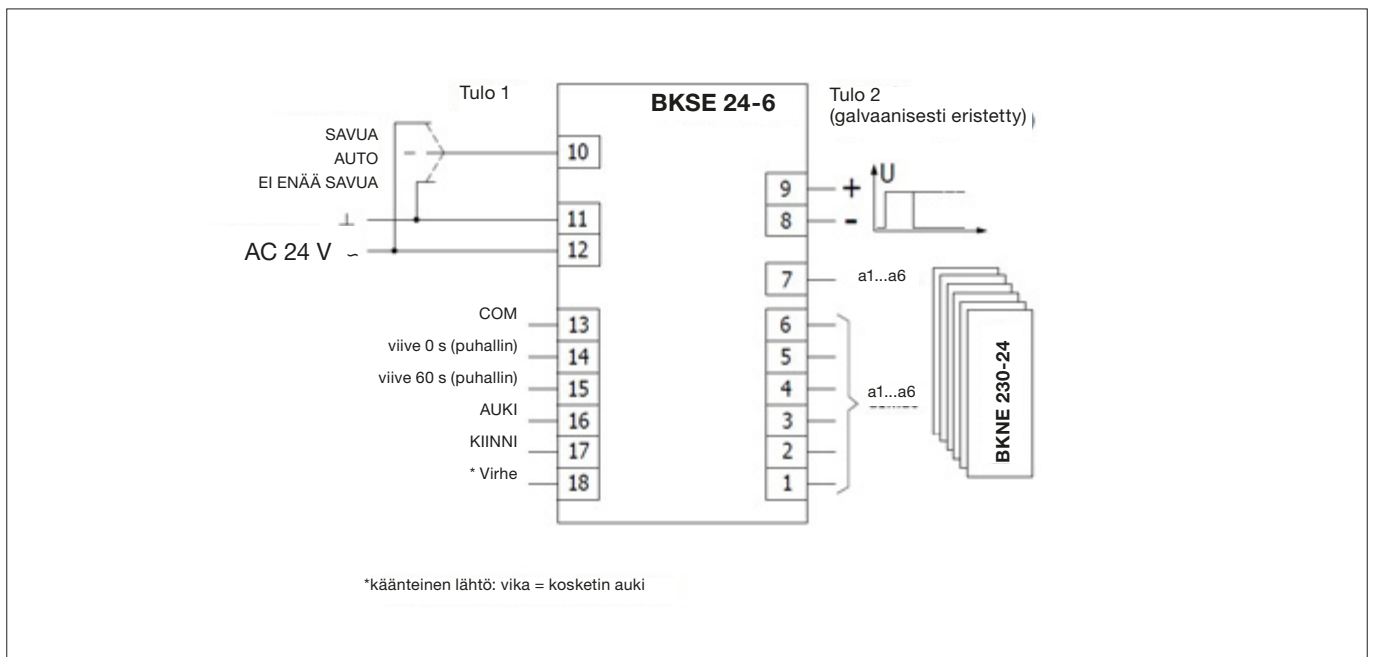 Tulo 1
BKSE 24-6
Tulo 2
(galvaanisesti eristetty)
SAVUA
AUTO
EI ENÄÄ SAVUA
⊥
AC 24 V ~
10
11
12
9 +
8 -
U
7
a1...a6
COM
13
viive 0 s (puhallin)
14
viive 60 s (puhallin)
15
AUKI
16
KIINNI
17
* Virhe
18
6
5
4
3
2
1
a1...a6
BKNE 230-24
*käänteinen lähtö: vika = kosketin auki